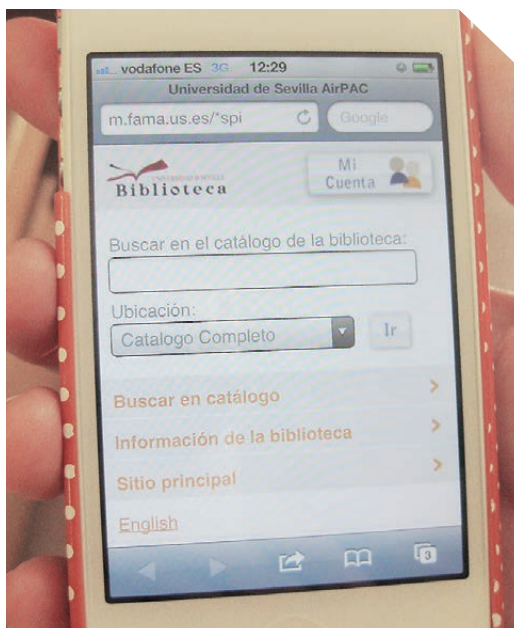 vodafone ES 3G 12:29
Universidad de Sevilla AirPAC
m.fama.us.es/*spi
Google
Mi
Cuenta
Biblioteca
Buscar en el catálogo de la biblioteca:
Ubicación:
Catalogo Completo
Ir
Buscar en catálogo
Información de la biblioteca
Sitio principal
English
3